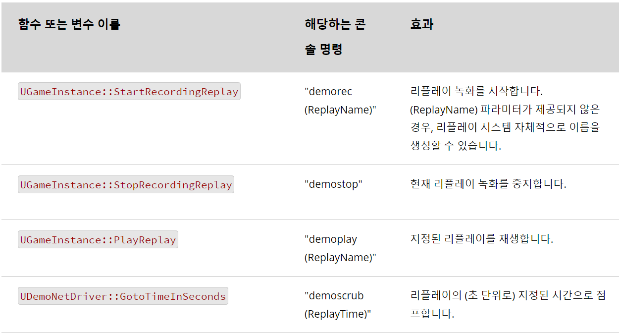 함수 또는 변수 이름
해당하는 콘
솔 명령
효과
UGameInstance::StartRecordingReplay
"demorec
(ReplayName)"
리플레이 녹화를 시작합니다.
(ReplayName) 파라미터가 제공되지 않은
경우, 리플레이 시스템 자체적으로 이름을
생성할 수 있습니다.
UGameInstance::StopRecordingReplay
"demostop"
현재 리플레이 녹화를 중지합니다.
UGameInstance::PlayReplay
"demoplay
(ReplayName)"
지정된 리플레이를 재생합니다.
UDemoNetDriver::GotoTimeInSeconds
"demoscrub
(ReplayTime)"
리플레이의 (초 단위로) 지정된 시간으로 점
프합니다.